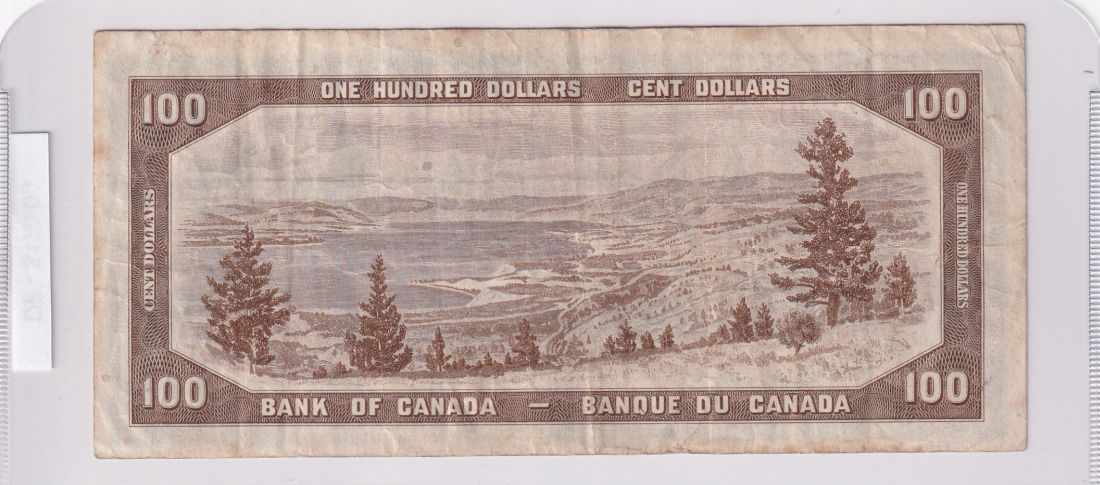 ONE HUNDRED DOLLARS CENT DOLLARS
100 100
CENT DOLLARS
ONE HUNDRED DOLLARS
100 100
BANK OF CANADA — BANQUE DU CANADA